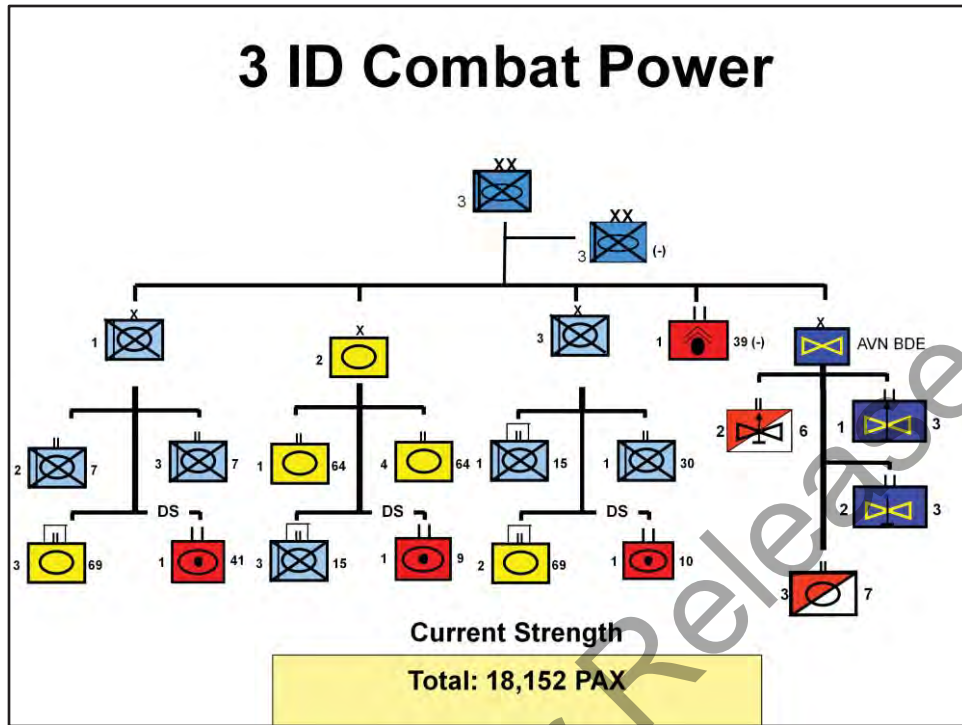 3 ID Combat Power
XX
3
XX
3 (-)
X
1
X
2
X
3
1 39 (-)
X
AVN BDE
2 7
3 7
1 64
4 64
1 15
1 30
2 6
1 3
2 3
DS
DS
DS
3 69
1 41
3 15
1 9
2 69
1 10
3 7
Current Strength
Total: 18,152 PAX
Release